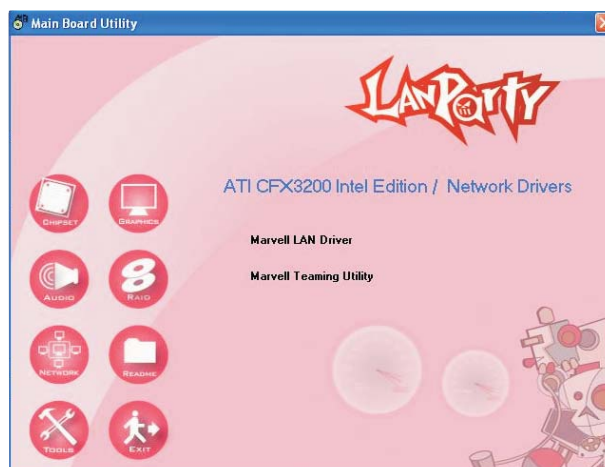 Main Board Utility
LANPARTY
ATI CFX3200 Intel Edition / Network Drivers
Marvell LAN Driver
Marvell Teaming Utility
CHIPSET
GRAPHICS
AUDIO
RAID
NETWORK
README
TOOLS
EXIT